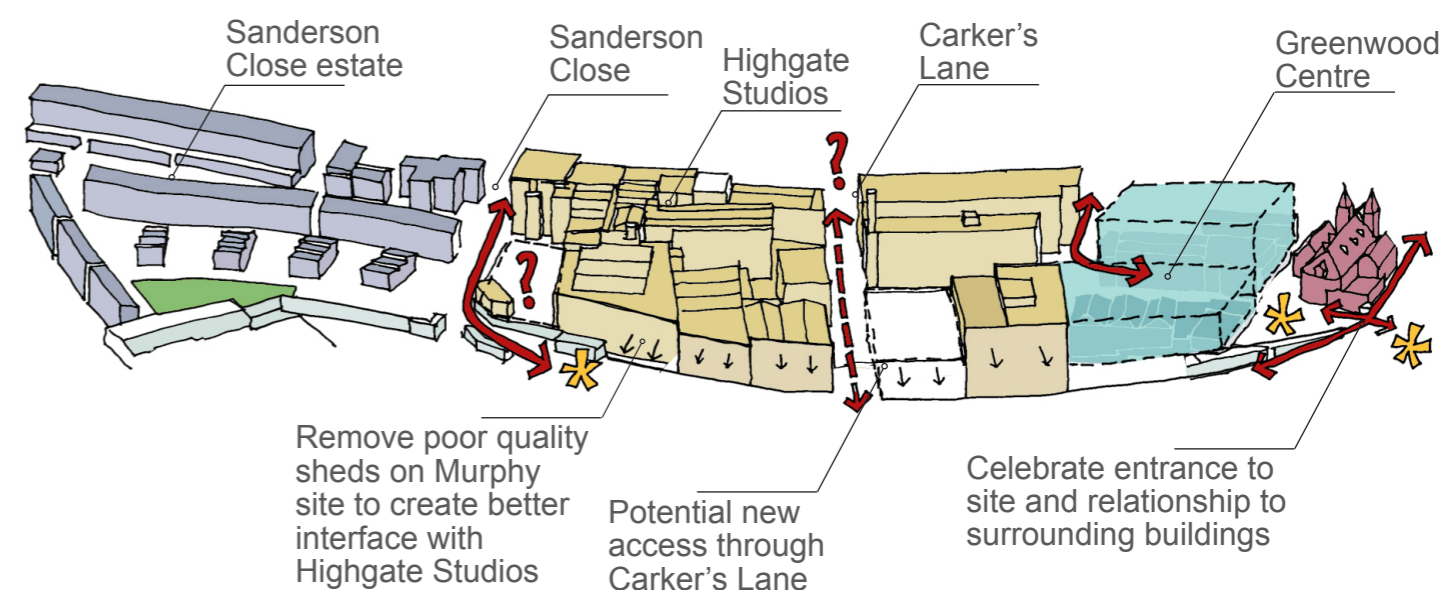 Sanderson
Close estate
Sanderson
Close
Highgate
Studios
Carker’s
Lane
Greenwood
Centre
?
?
Remove poor quality
sheds on Murphy
site to create better
interface with
Highgate Studios
Potential new
access through
Carker’s Lane
Celebrate entrance to
site and relationship to
surrounding buildings